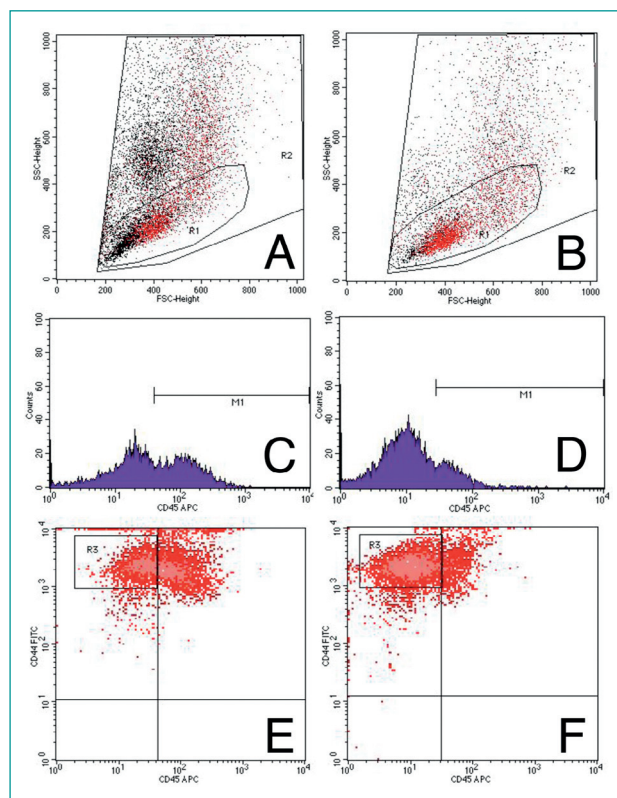 1000
800
600
400
200
0
SSC-Height
R2
R1
A
0 200 400 600 800 1000
FSC-Height
1000
800
600
400
200
0
SSC-Height
R2
R1
B
200 400 600 800 1000
FSC-Height
100
80
60
40
20
0
Counts
M1
C
10⁰ 10¹ 10² 10³ 10⁴
CD45 APC
100
80
60
40
20
0
Counts
M1
D
10⁰ 10¹ 10² 10³ 10⁴
CD45 APC
10⁴
10³
10²
10¹
10⁰
CD44 FITC
R3
E
10⁰ 10¹ 10² 10³ 10⁴
CD45 APC
10⁴
10³
10²
10¹
10⁰
CD44 FITC
R3
F
10⁰ 10¹ 10² 10³ 10⁴
CD45 APC